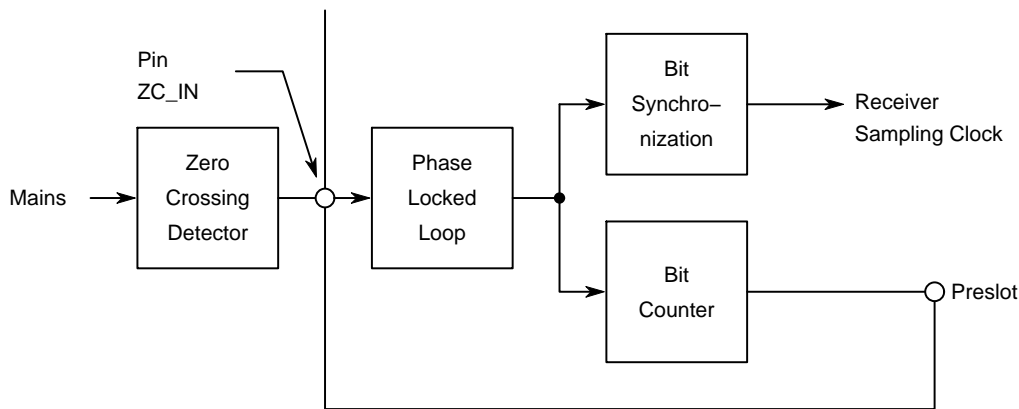 Pin
ZC_IN
Mains
Zero
Crossing
Detector
Phase
Locked
Loop
Bit
Synchro–
nization
Receiver
Sampling Clock
Bit
Counter
Preslot